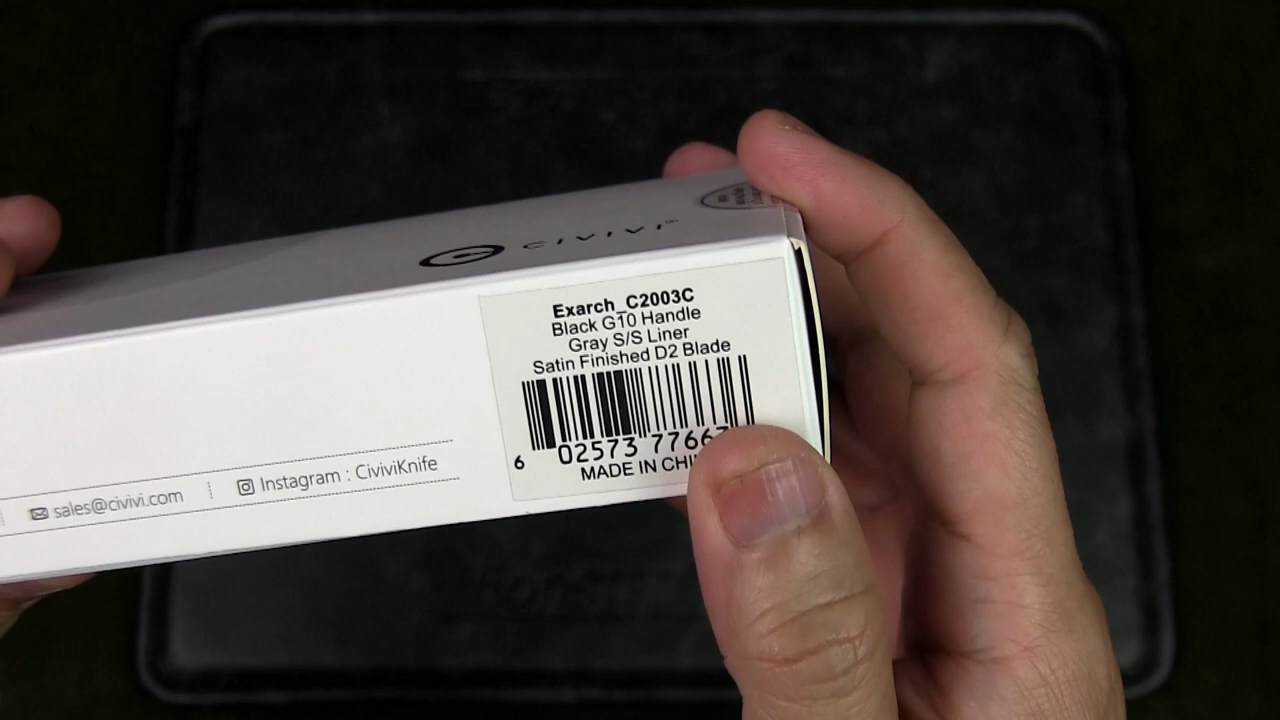 CIVIVI
Exarch_C2003C
Black G10 Handle
Gray S/S Liner
Satin Finished D2 Blade
6 02573 7766
MADE IN
sales@civivi.com Instagram : CiviviKnife